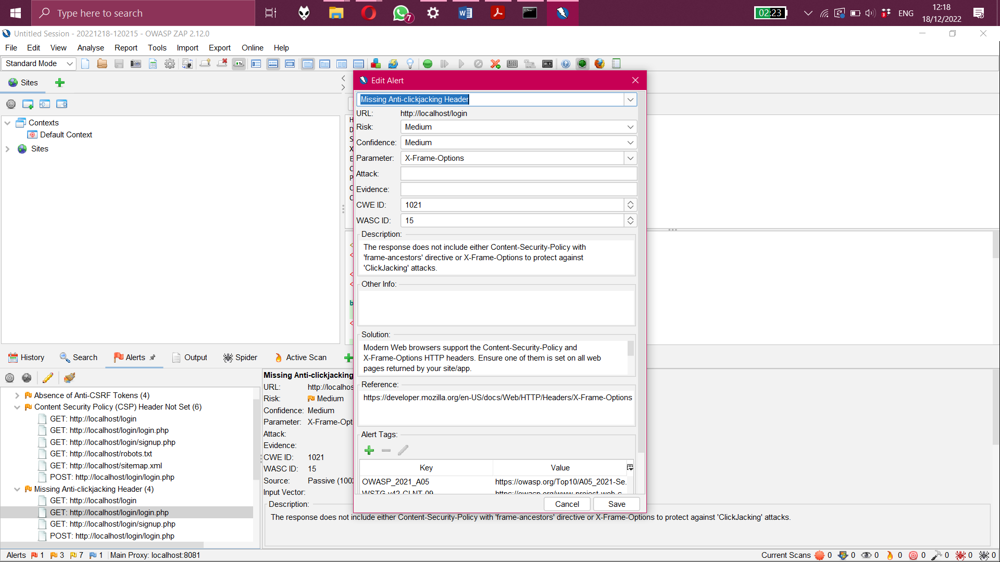 Type here to search
7
02:23
ENG
12:18
18/12/2022
Untitled Session - 20221218-120215 - OWASP ZAP 2.12.0
File Edit View Analyse Report Tools Import Export Online Help
Standard Mode
Sites
Contexts
Default Context
Sites
Edit Alert
Missing Anti-clickjacking Header
URL: http://localhost/login
Risk: Medium
Confidence: Medium
Parameter: X-Frame-Options
Attack:
Evidence:
CWE ID: 1021
WASC ID: 15
Description:
The response does not include either Content-Security-Policy with
'frame-ancestors' directive or X-Frame-Options to protect against
'ClickJacking' attacks.
Other Info:
Solution:
Modern Web browsers support the Content-Security-Policy and
X-Frame-Options HTTP headers. Ensure one of them is set on all web
pages returned by your site/app.
Reference:
https://developer.mozilla.org/en-US/docs/Web/HTTP/Headers/X-Frame-Options
Alert Tags:
Key Value
OWASP_2021_A05 https://owasp.org/Top10/A05_2021-Se...
WSTG-v42-CLNT-09 https://owasp.org/www-project-web-s...
Cancel Save
History Search Alerts Output Spider Active Scan
Absence of Anti-CSRF Tokens (4)
Content Security Policy (CSP) Header Not Set (6)
GET: http://localhost/login
GET: http://localhost/login/login.php
GET: http://localhost/login/signup.php
GET: http://localhost/robots.txt
GET: http://localhost/sitemap.xml
POST: http://localhost/login/login.php
Missing Anti-clickjacking Header (4)
GET: http://localhost/login
GET: http://localhost/login/login.php
GET: http://localhost/login/signup.php
POST: http://localhost/login/login.php
Missing Anti-clickjacking
URL: http://localhos
Risk: Medium
Confidence: Medium
Parameter: X-Frame-Opt
Attack:
Evidence:
CWE ID: 1021
WASC ID: 15
Source: Passive (1002
Input Vector:
Description:
The response does not include either Content-Security-Policy with 'frame-ancestors' directive or X-Frame-Options to protect against 'ClickJacking' attacks.
Alerts 1 3 7 1 Main Proxy: localhost:8081
Current Scans 0 0 0 0 0 0 0 0